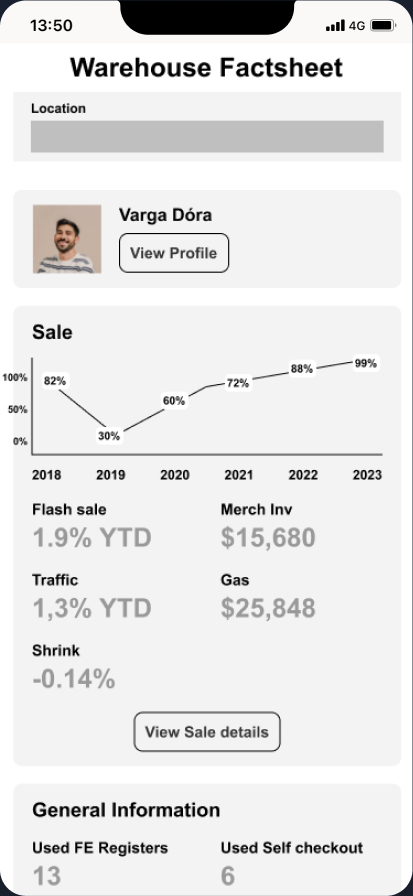 13:50
4G
Warehouse Factsheet
Location
Varga Dóra
View Profile
Sale
100%
50%
0%
82%
30%
60%
72%
88%
99%
2018 2019 2020 2021 2022 2023
Flash sale Merch Inv
1.9% YTD $15,680
Traffic Gas
1,3% YTD $25,848
Shrink
-0.14%
View Sale details
General Information
Used FE Registers Used Self checkout
13 6